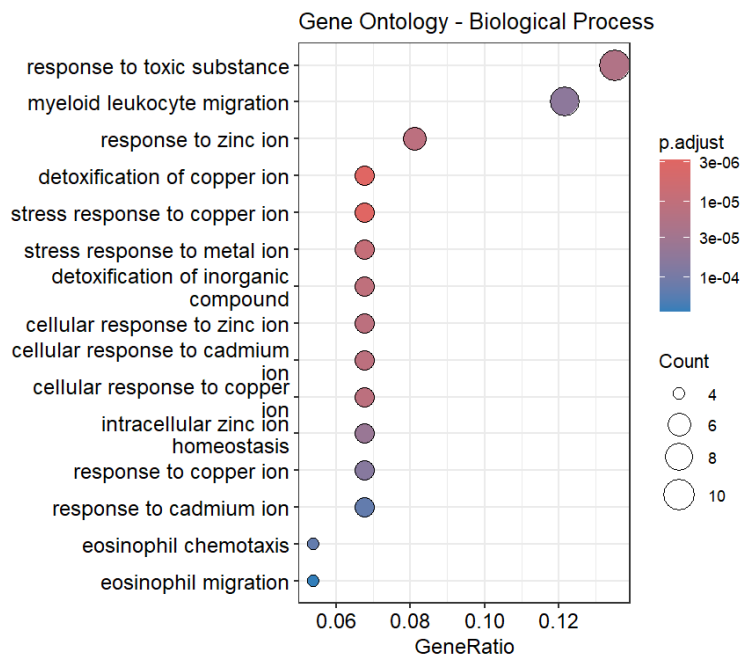 Gene Ontology - Biological Process
response to toxic substance
myeloid leukocyte migration
response to zinc ion
detoxification of copper ion
stress response to copper ion
stress response to metal ion
detoxification of inorganic
compound
cellular response to zinc ion
cellular response to cadmium
ion
cellular response to copper
ion
intracellular zinc ion
homeostasis
response to copper ion
response to cadmium ion
eosinophil chemotaxis
eosinophil migration
0.06 0.08 0.10 0.12
GeneRatio
p.adjust
3e-06
1e-05
3e-05
1e-04
Count
4
6
8
10